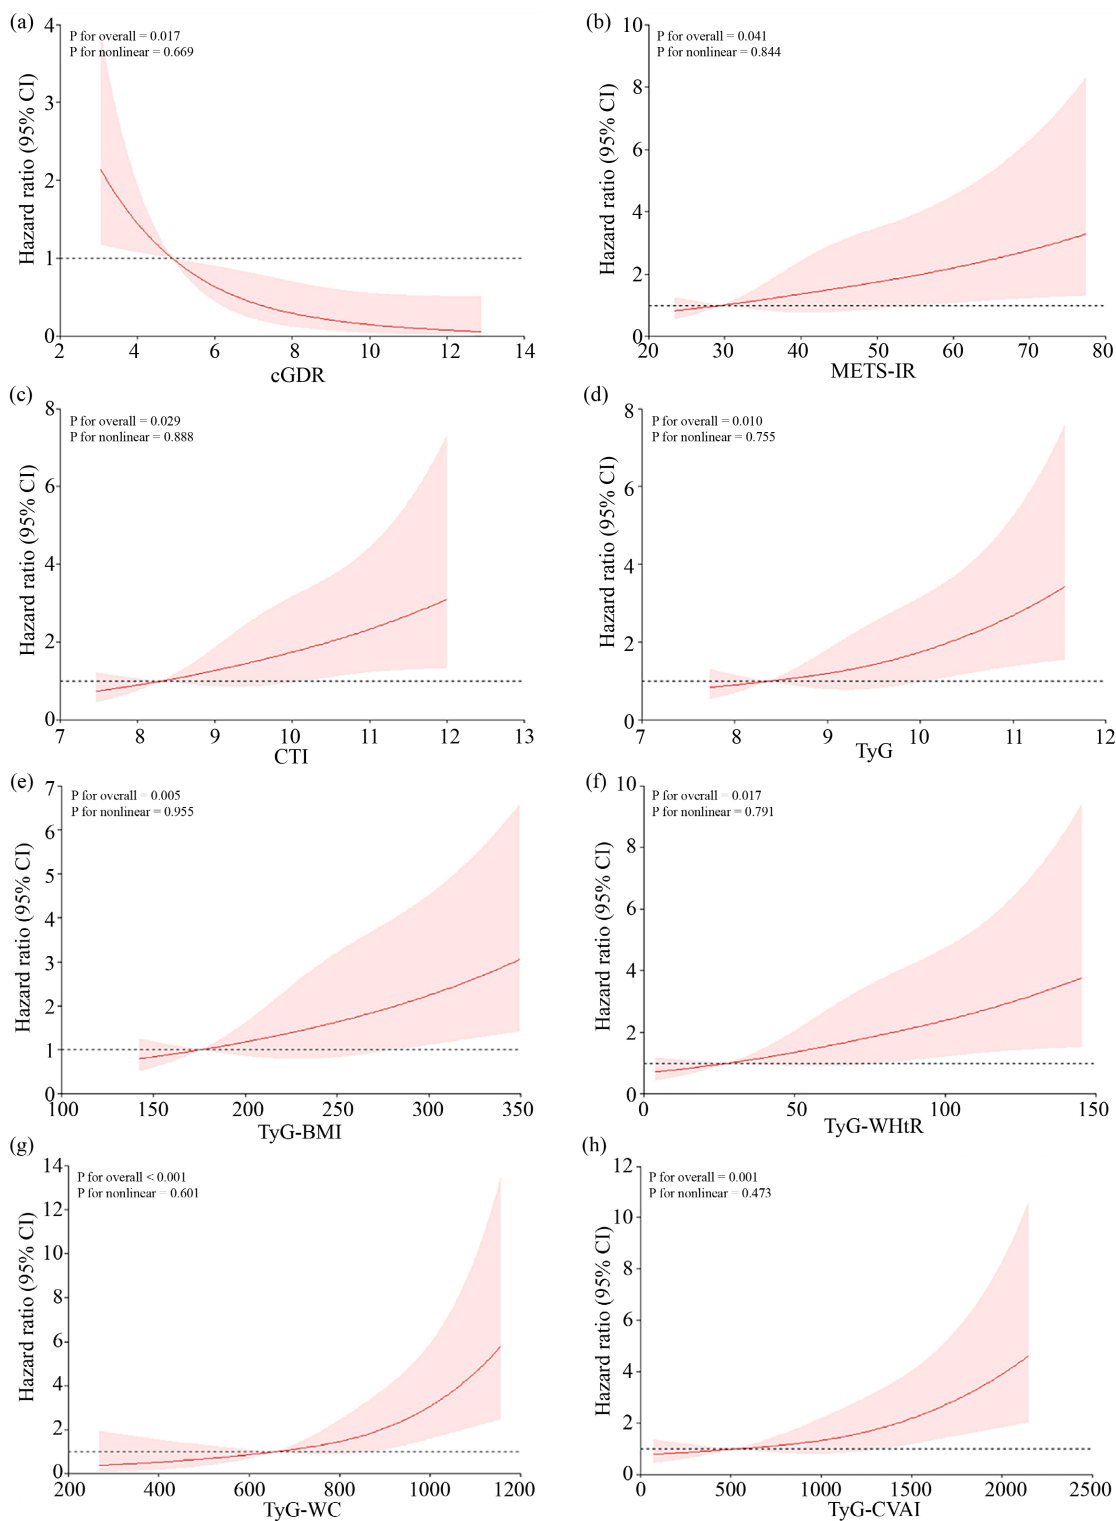 (a)
P for overall = 0.017
P for nonlinear = 0.669
Hazard ratio (95% CI)
4
3
2
1
0
2 4 6 8 10 12 14
cGDR
(b)
P for overall = 0.041
P for nonlinear = 0.844
Hazard ratio (95% CI)
10
8
6
4
2
0
20 30 40 50 60 70 80
METS-IR
(c)
P for overall = 0.029
P for nonlinear = 0.888
Hazard ratio (95% CI)
8
6
4
2
0
7 8 9 10 11 12 13
CTI
(d)
P for overall = 0.010
P for nonlinear = 0.755
Hazard ratio (95% CI)
8
6
4
2
0
7 8 9 10 11 12
TyG
(e)
P for overall = 0.005
P for nonlinear = 0.955
Hazard ratio (95% CI)
7
6
5
4
3
2
1
0
100 150 200 250 300 350
TyG-BMI
(f)
P for overall = 0.017
P for nonlinear = 0.791
Hazard ratio (95% CI)
10
8
6
4
2
0
0 50 100 150
TyG-WHtR
(g)
P for overall < 0.001
P for nonlinear = 0.601
Hazard ratio (95% CI)
14
12
10
8
6
4
2
0
200 400 600 800 1000 1200
TyG-WC
(h)
P for overall = 0.001
P for nonlinear = 0.473
Hazard ratio (95% CI)
12
10
8
6
4
2
0
0 500 1000 1500 2000 2500
TyG-CVAI